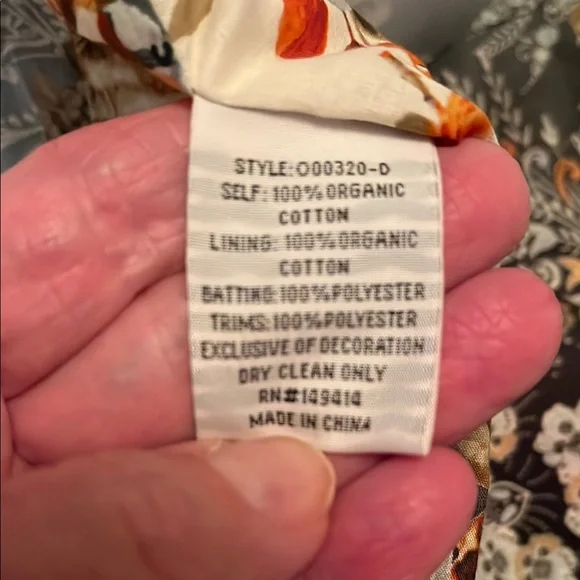 STYLE:O00320-D
SELF:100%ORGANIC
COTTON
LINING:100%ORGANIC
COTTON
BATTING:100%POLYESTER
TRIMS:100%POLYESTER
EXCLUSIVE OF DECORATION
DRY CLEAN ONLY
RN#149414
MADE IN CHINA